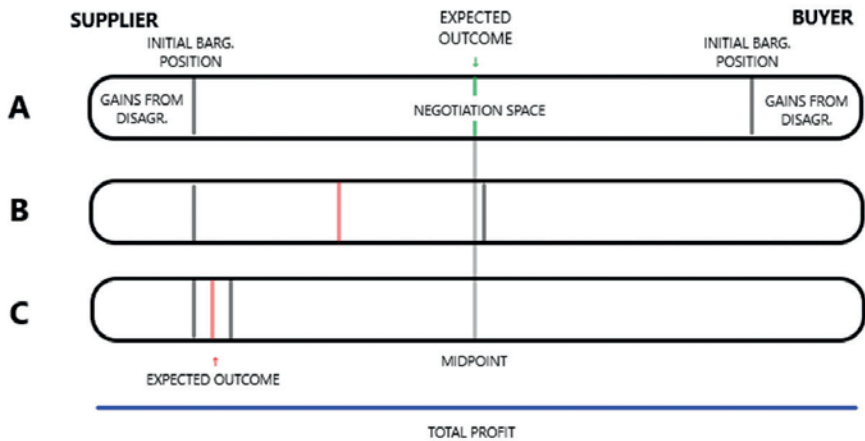 SUPPLIER
EXPECTED
OUTCOME
↓
BUYER
INITIAL BARG.
POSITION
INITIAL BARG.
POSITION
A
GAINS FROM
DISAGR.
NEGOTIATION SPACE
GAINS FROM
DISAGR.
B
C
↑
EXPECTED OUTCOME
MIDPOINT
TOTAL PROFIT